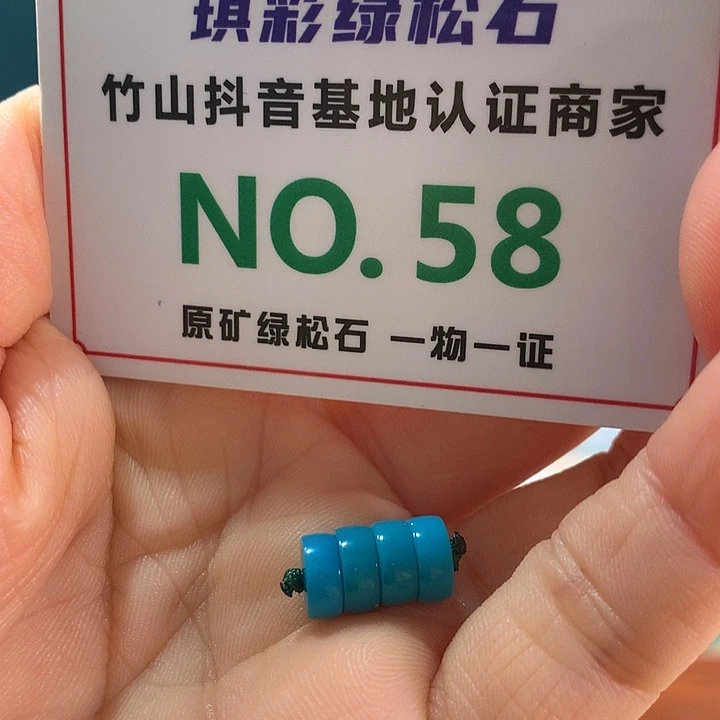 琪彩绿松石
竹山抖音基地认证商家
NO.58
原矿绿松石 一物一证